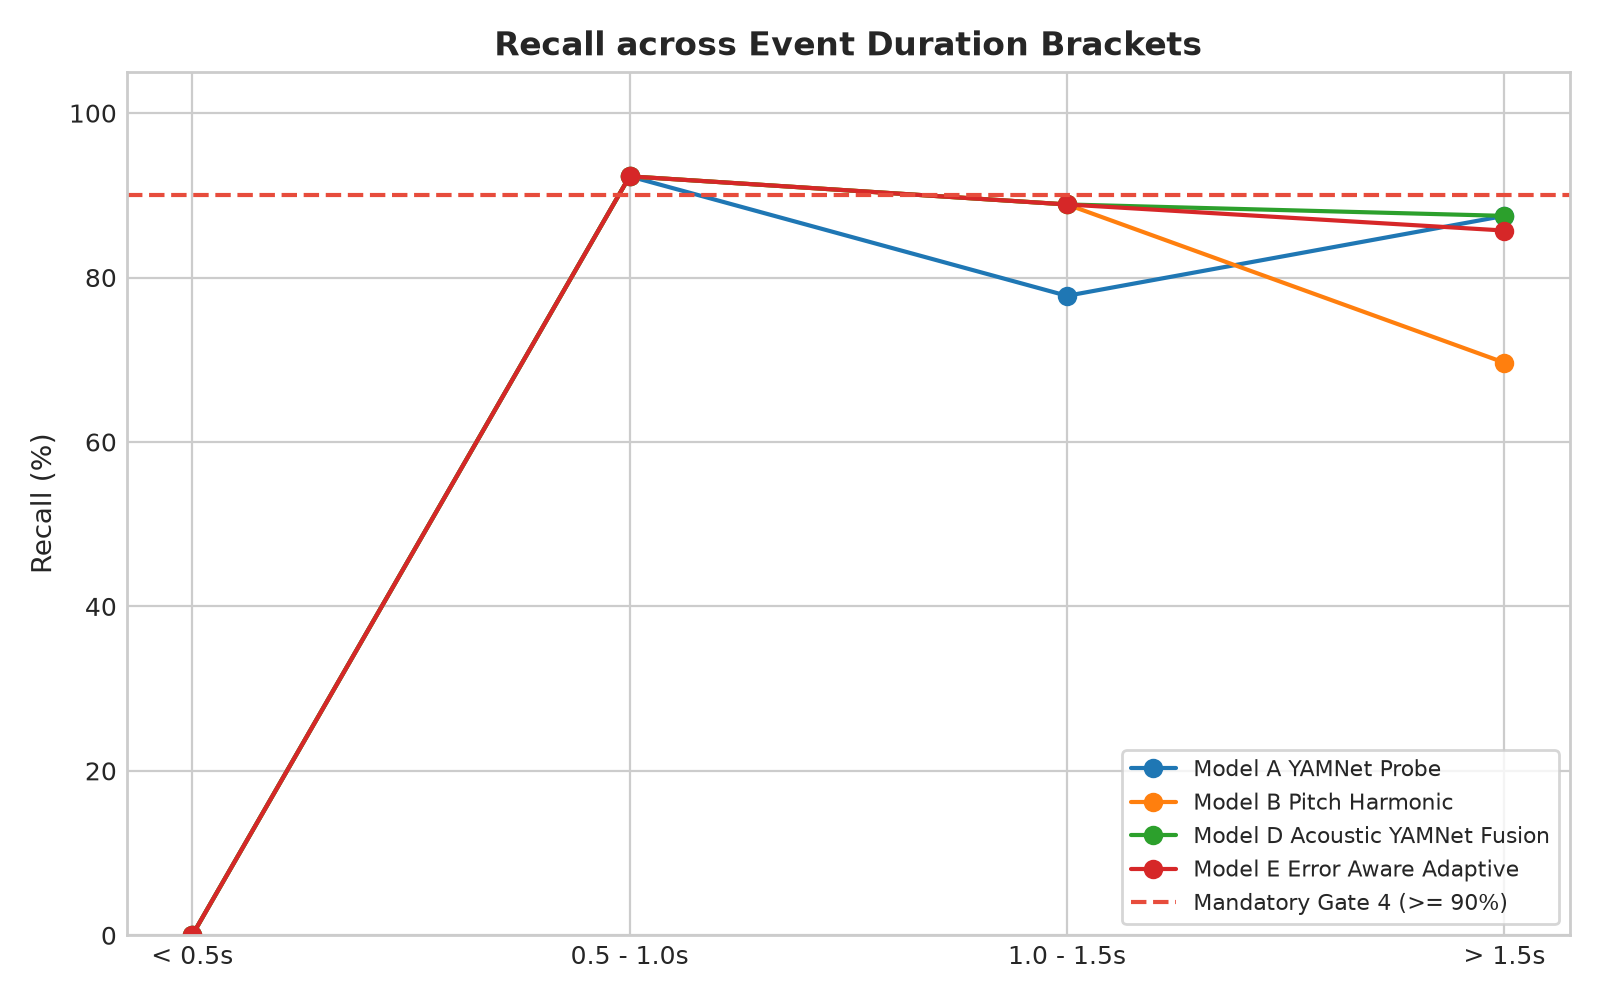 Recall across Event Duration Brackets
Recall (%)
100
80
60
40
20
0
< 0.5s
0.5 - 1.0s
1.0 - 1.5s
> 1.5s
Model A YAMNet Probe
Model B Pitch Harmonic
Model D Acoustic YAMNet Fusion
Model E Error Aware Adaptive
Mandatory Gate 4 (>= 90%)